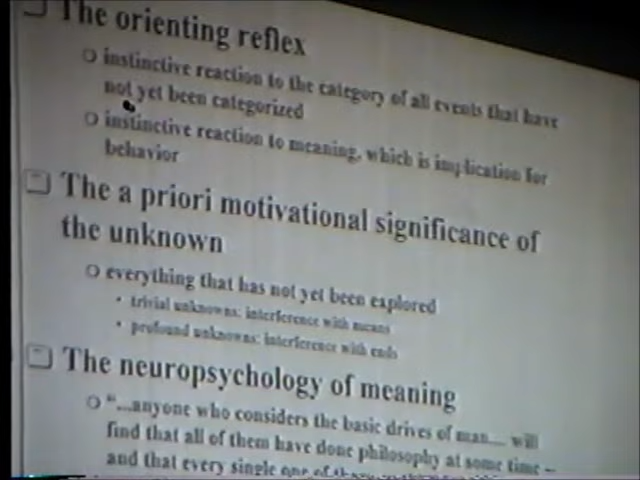 The orienting reflex
instinctive reaction to the category of all events that have
not yet been categorized
instinctive reaction to meaning, which is implication for
behavior
The a priori motivational significance of
the unknown
everything that has not yet been explored
• trivial unknowns: interference with means
• profound unknowns: interference with ends
The neuropsychology of meaning
"...anyone who considers the basic drives of man.... will
find that all of them have done philosophy at some time --
and that every single one of